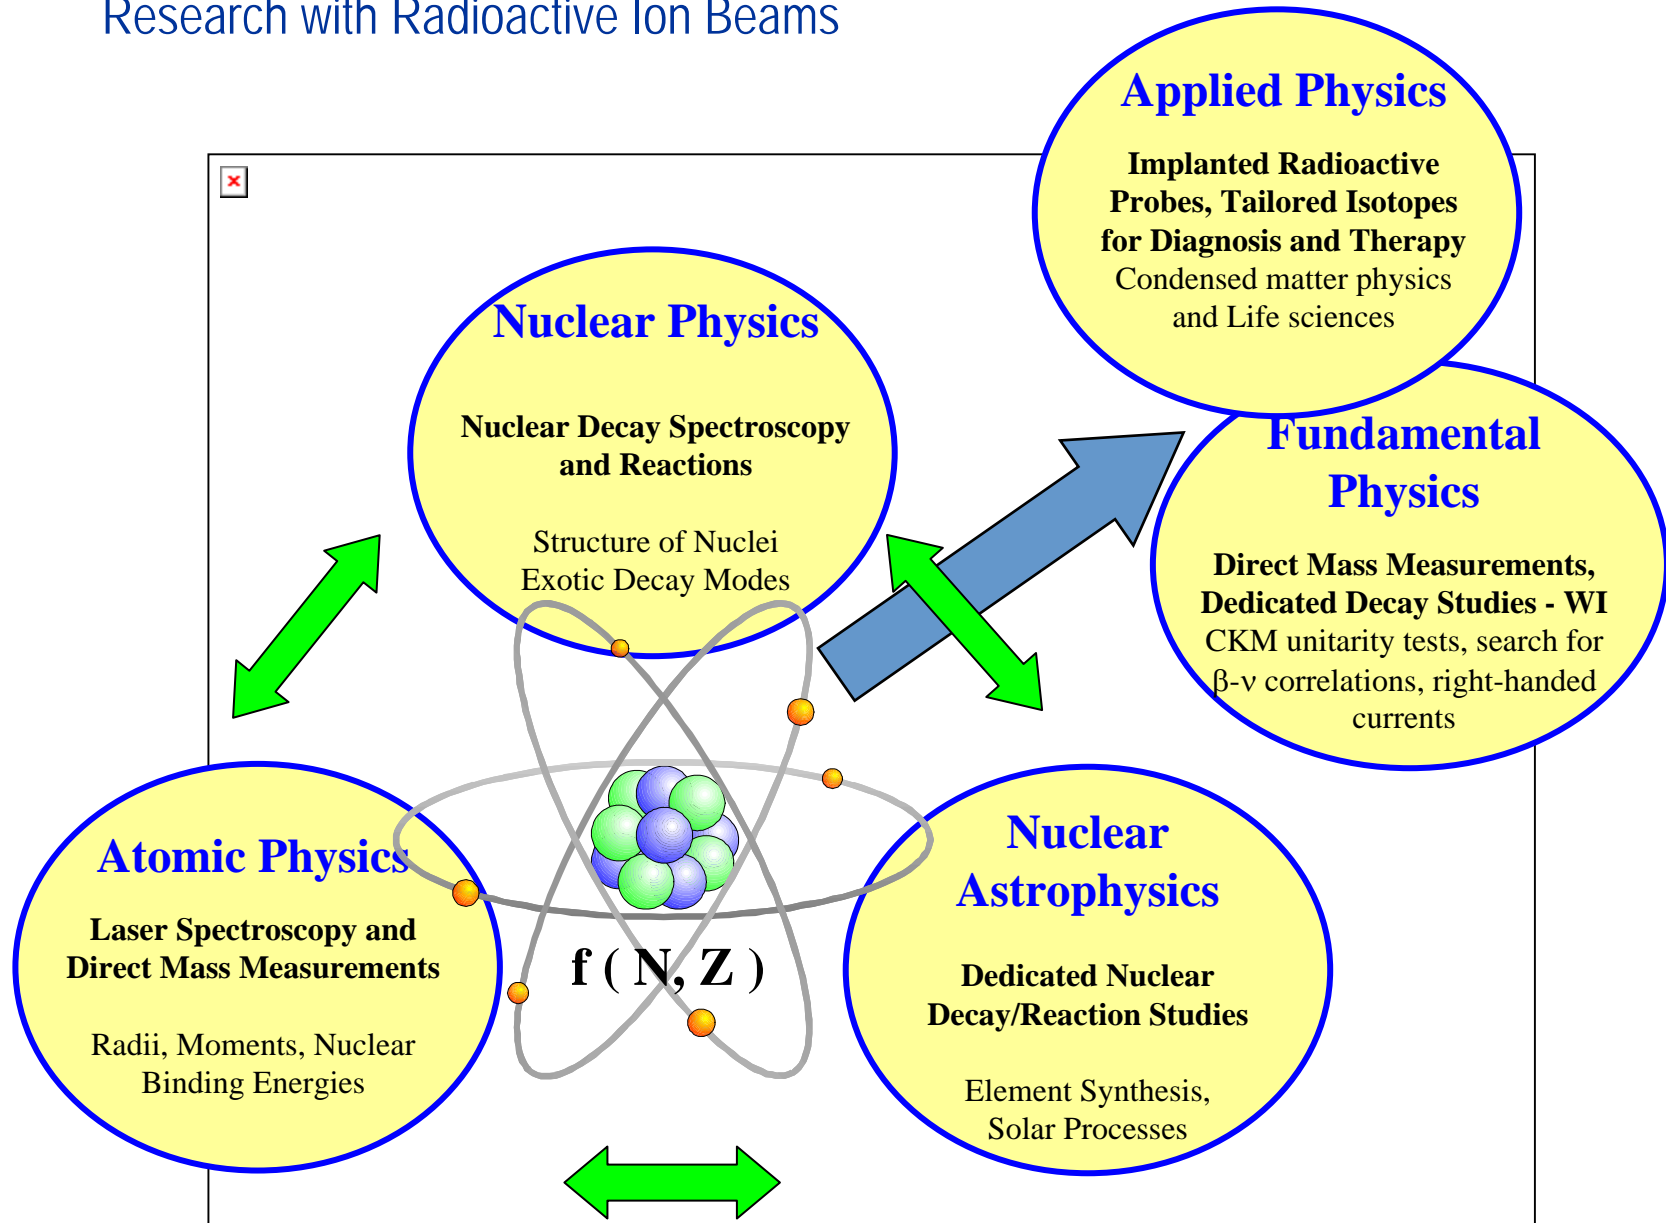 Research with Radioactive Ion Beams
Applied Physics
Implanted Radioactive
Probes, Tailored Isotopes
for Diagnosis and Therapy
Condensed matter physics
and Life sciences
Nuclear Physics
Nuclear Decay Spectroscopy
and Reactions
Structure of Nuclei
Exotic Decay Modes
Fundamental
Physics
Direct Mass Measurements,
Dedicated Decay Studies - WI
CKM unitarity tests, search for
β-ν correlations, right-handed
currents
Atomic Physics
Laser Spectroscopy and
Direct Mass Measurements
Radii, Moments, Nuclear
Binding Energies
f ( N, Z )
Nuclear
Astrophysics
Dedicated Nuclear
Decay/Reaction Studies
Element Synthesis,
Solar Processes